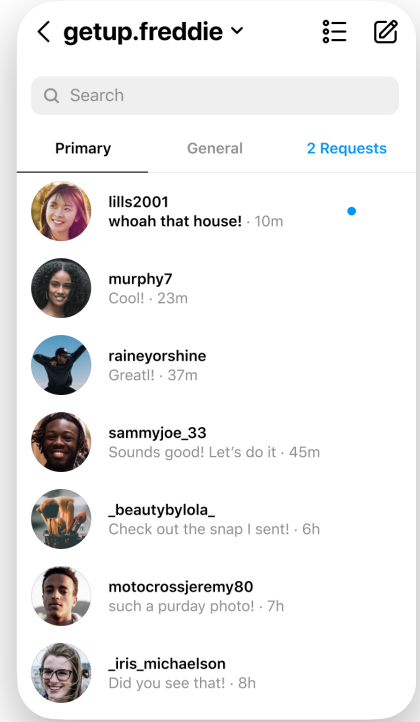 getup.freddie
Search
Primary General 2 Requests
lills2001
whoah that house! · 10m
murphy7
Cool! · 23m
raineyorshine
Greatl! · 37m
sammyjoe_33
Sounds good! Let's do it · 45m
_beautybylola_
Check out the snap I sent! · 6h
motocrossjeremy80
such a purday photo! · 7h
_iris_michaelson
Did you see that! · 8h